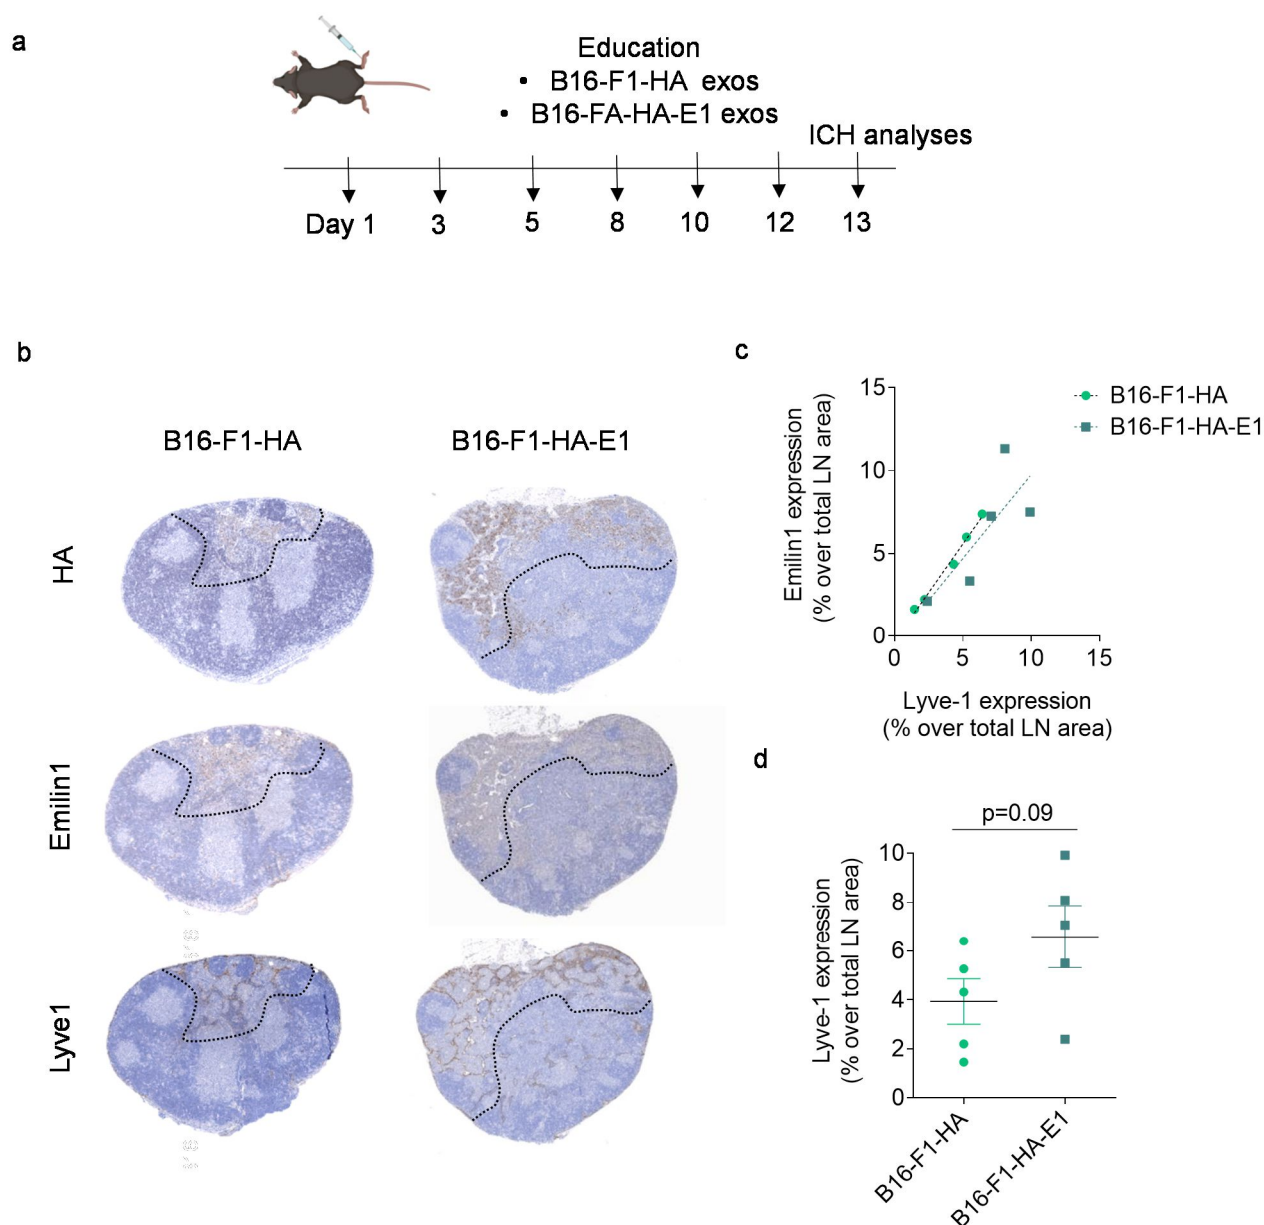 a
Education
• B16-F1-HA exos
• B16-FA-HA-E1 exos
ICH analyses
Day 1 3 5 8 10 12 13
b
B16-F1-HA B16-F1-HA-E1
HA
Emilin1
Lyve1
c
Emilin1 expression
(% over total LN area)
15
10
5
0
0 5 10 15
Lyve-1 expression
(% over total LN area)
B16-F1-HA
B16-F1-HA-E1
d
p=0.09
Lyve-1 expression
(% over total LN area)
10
8
6
4
2
0
B16-F1-HA
B16-F1-HA-E1